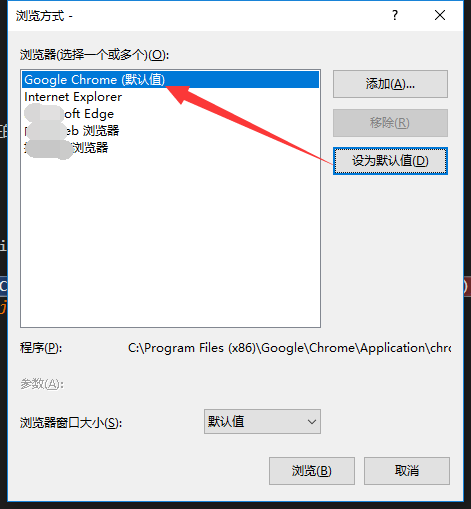 浏览方式 -
浏览器(选择一个或多个)(O):
Google Chrome (默认值)
Internet Explorer
oft Edge
eb 浏览器
浏览器
添加(A)...
移除(R)
设为默认值(D)
程序(P):
C:\Program Files (x86)\Google\Chrome\Application\chro
参数(A):
浏览器窗口大小(S):
默认值
浏览(B)
取消